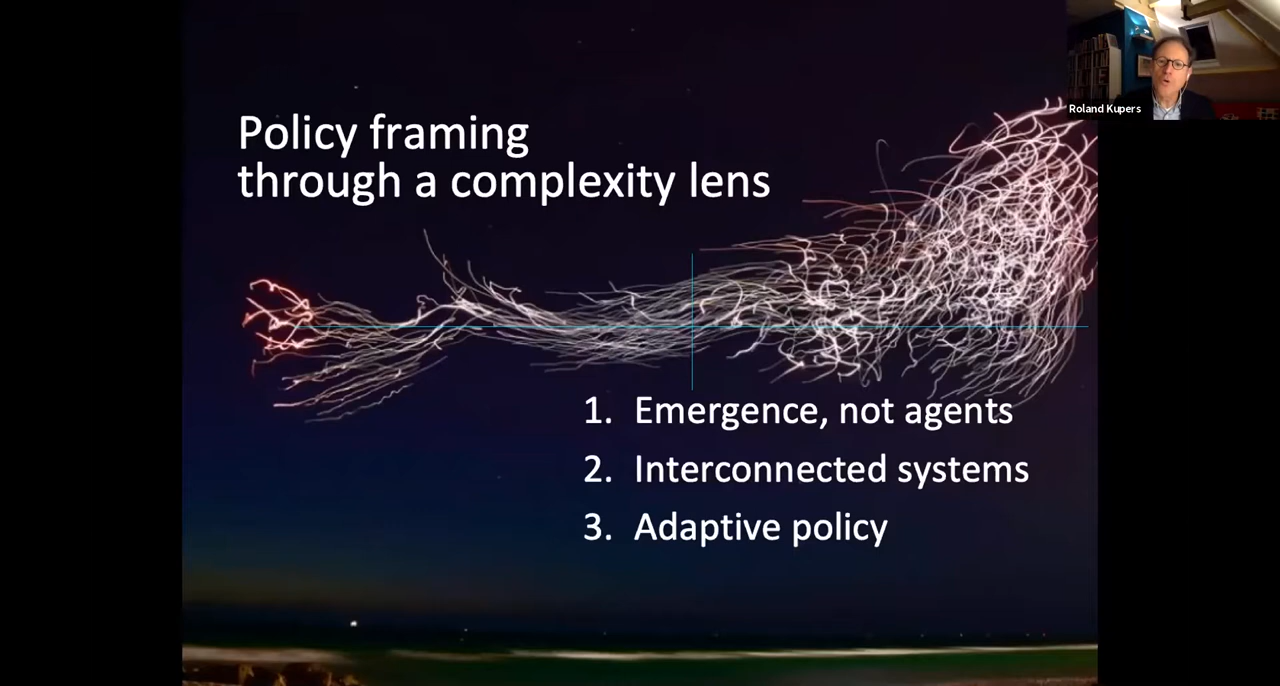 Policy framing
through a complexity lens
Roland Kupers
1. Emergence, not agents
2. Interconnected systems
3. Adaptive policy